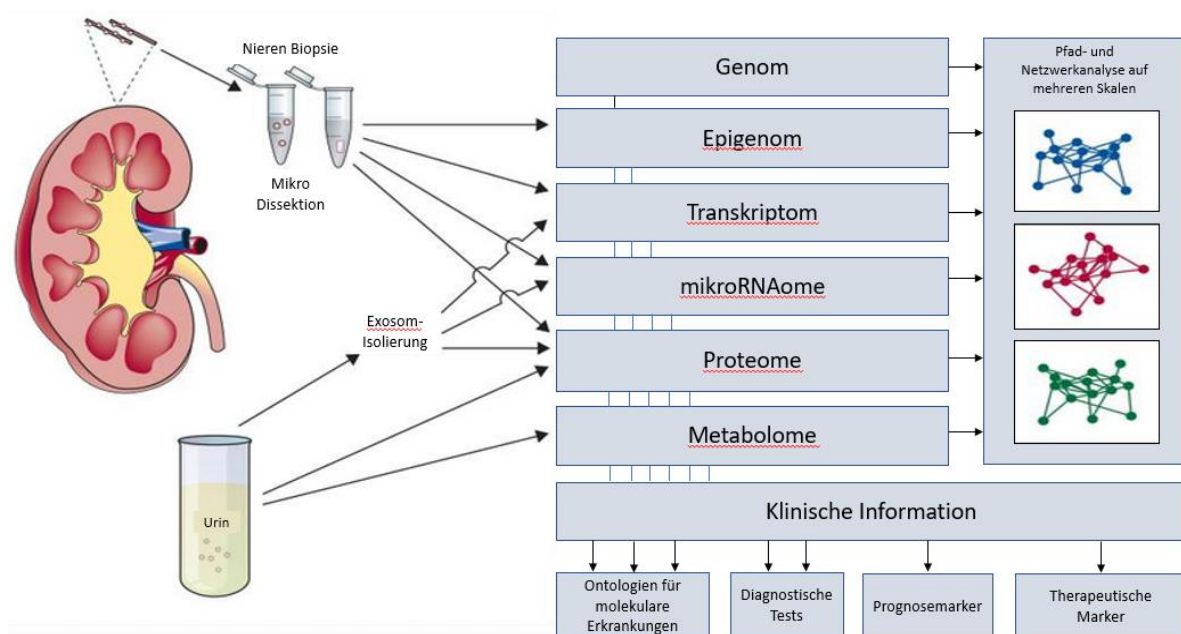 Nieren Biopsie
Mikro
Dissektion
Exosom-
Isolierung
Urin
Genom
Epigenom
Transkriptom
mikroRNAome
Proteome
Metabolome
Pfad- und
Netzwerkanalyse auf
mehreren Skalen
Klinische Information
Ontologien für
molekulare
Erkrankungen
Diagnostische
Tests
Prognosemarker
Therapeutische
Marker